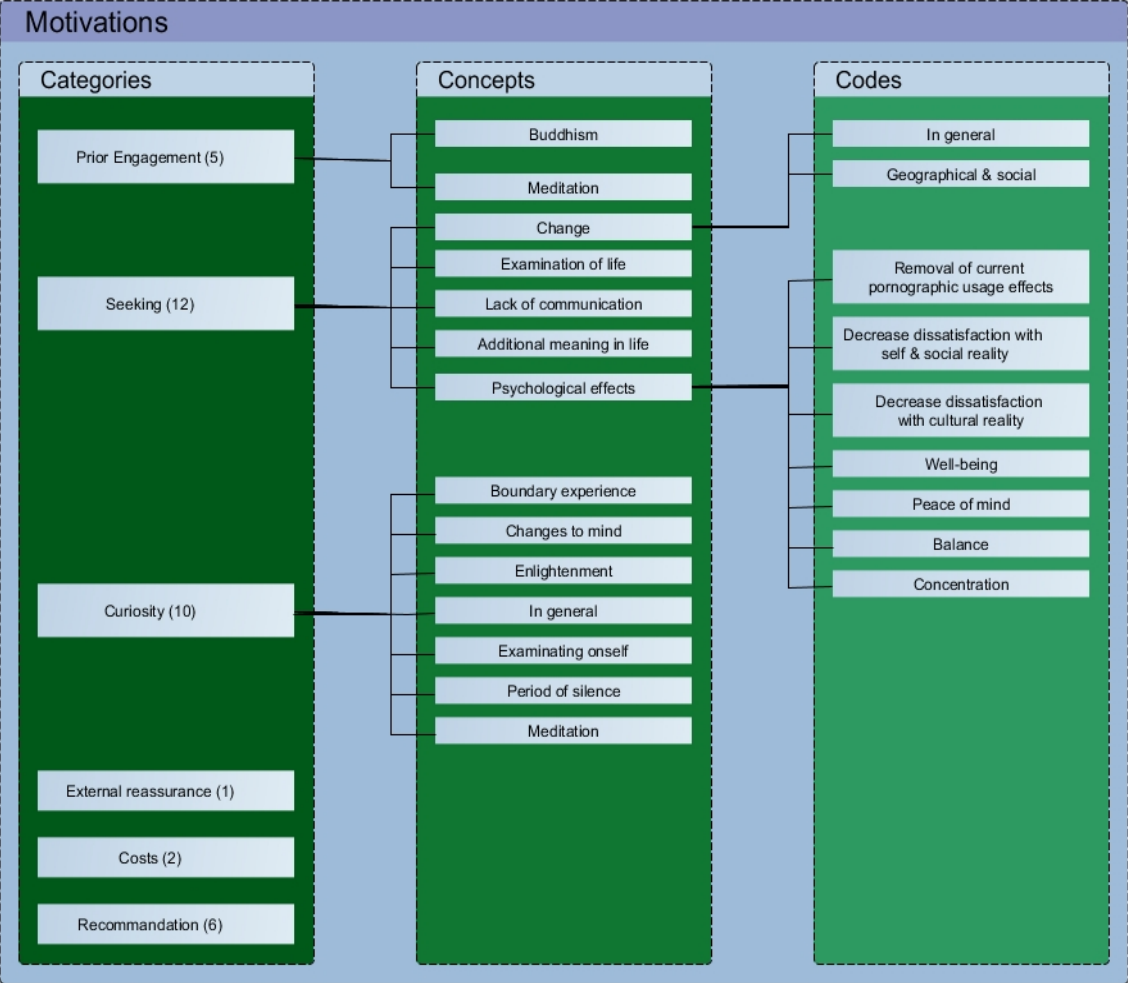 Motivations
Categories
Prior Engagement (5)
Seeking (12)
Curiosity (10)
External reassurance (1)
Costs (2)
Recommandation (6)
Concepts
Buddhism
Meditation
Change
Examination of life
Lack of communication
Additional meaning in life
Psychological effects
Boundary experience
Changes to mind
Enlightenment
In general
Examinating onself
Period of silence
Meditation
Codes
In general
Geographical & social
Removal of current
pornographic usage effects
Decrease dissatisfaction with
self & social reality
Decrease dissatisfaction
with cultural reality
Well-being
Peace of mind
Balance
Concentration